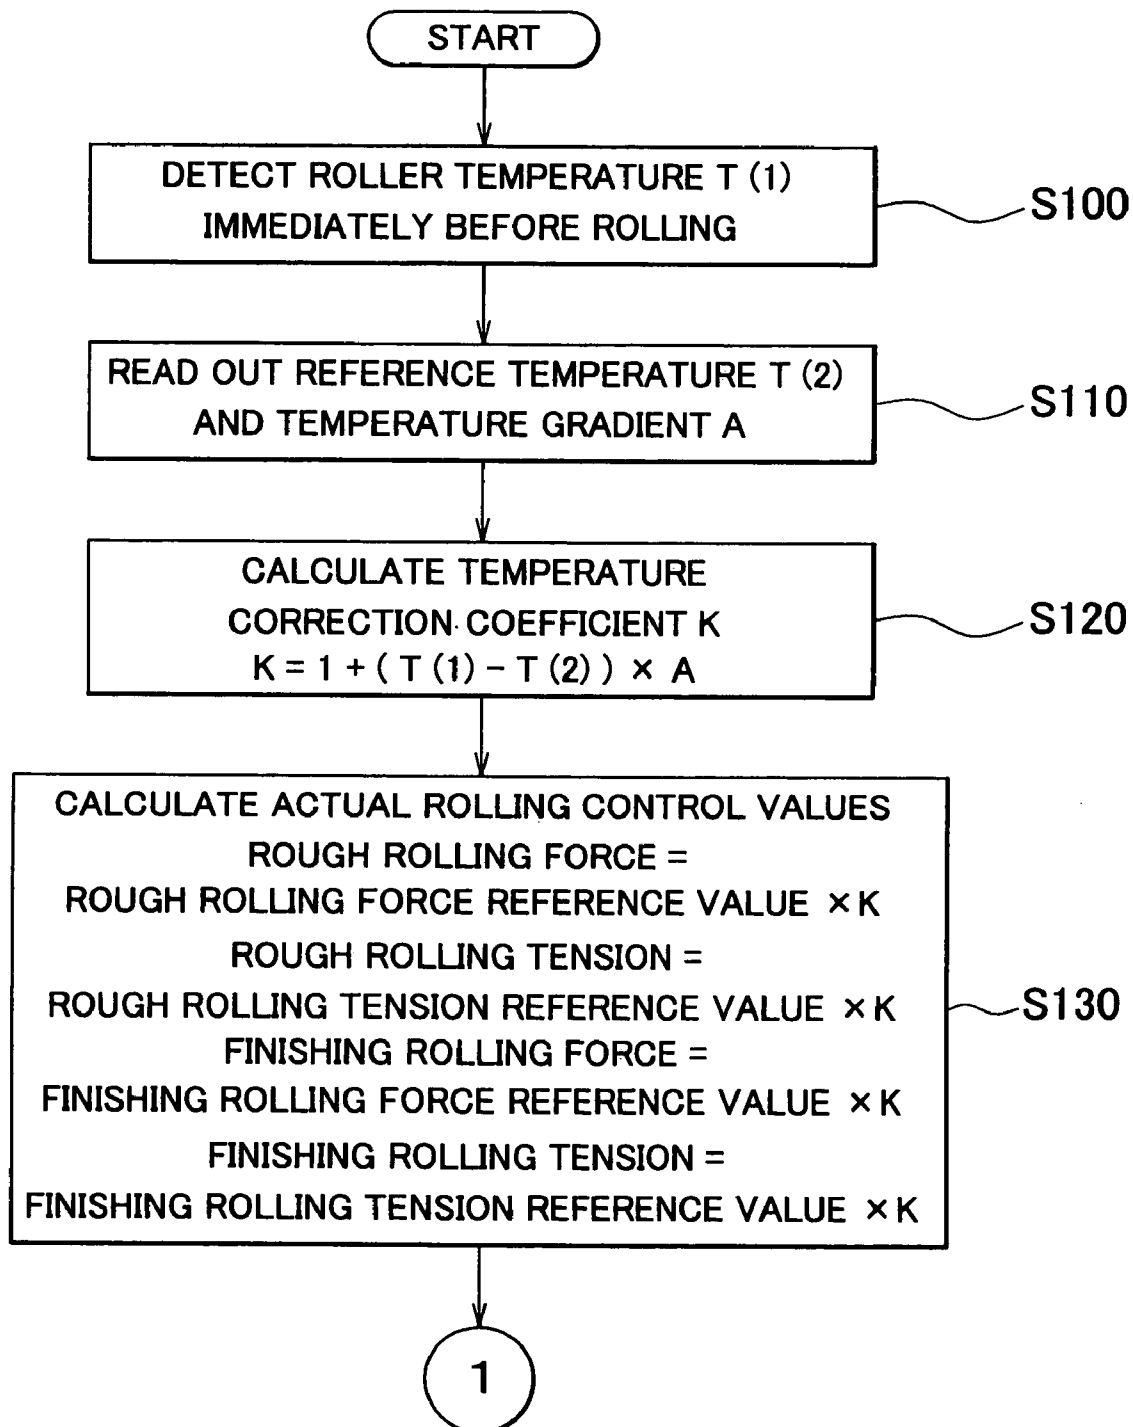 START
DETECT ROLLER TEMPERATURE T (1)
IMMEDIATELY BEFORE ROLLING
S100
READ OUT REFERENCE TEMPERATURE T (2)
AND TEMPERATURE GRADIENT A
S110
CALCULATE TEMPERATURE
CORRECTION COEFFICIENT K
K = 1 + ( T (1) − T (2) ) × A
S120
CALCULATE ACTUAL ROLLING CONTROL VALUES
ROUGH ROLLING FORCE =
ROUGH ROLLING FORCE REFERENCE VALUE × K
ROUGH ROLLING TENSION =
ROUGH ROLLING TENSION REFERENCE VALUE × K
FINISHING ROLLING FORCE =
FINISHING ROLLING FORCE REFERENCE VALUE × K
FINISHING ROLLING TENSION =
FINISHING ROLLING TENSION REFERENCE VALUE × K
S130
1